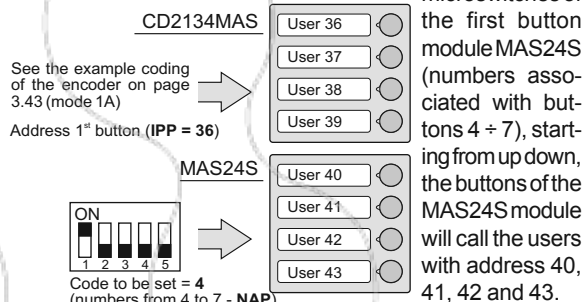 CD2134MAS
User 36
User 37
User 38
User 39
See the example coding
of the encoder on page
3.43 (mode 1A)
Address 1st button (IPP = 36)
MAS24S
User 40
User 41
User 42
User 43
ON
1 2 3 4 5
Code to be set = 4
(numbers from 4 to 7 - NAP)
the first button
module MAS24S
(numbers asso-
ciated with but-
tons 4 ÷ 7), start-
ing from up down,
the buttons of the
MAS24S module
will call the users
with address 40,
41, 42 and 43.